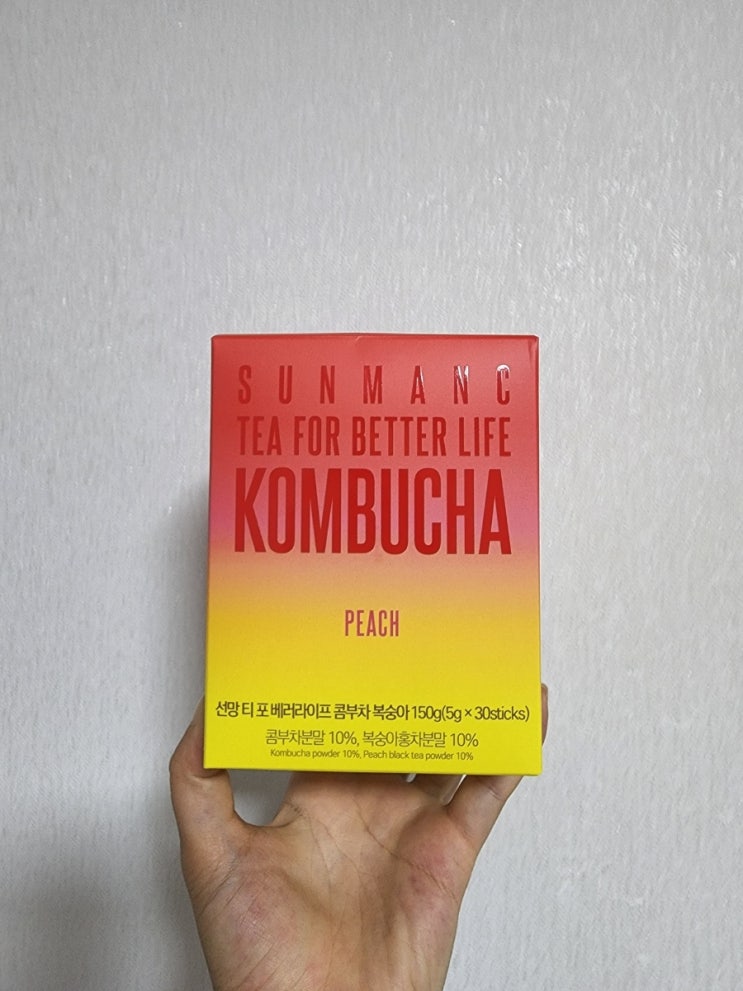 SUNMANG
TEA FOR BETTER LIFE
KOMBUCHA
PEACH
선망 티 포 베러라이프 콤부차 복숭아 150g(5g × 30sticks)
콤부차분말 10%, 복숭아홍차분말 10%
Kombucha powder 10%, Peach black tea powder 10%